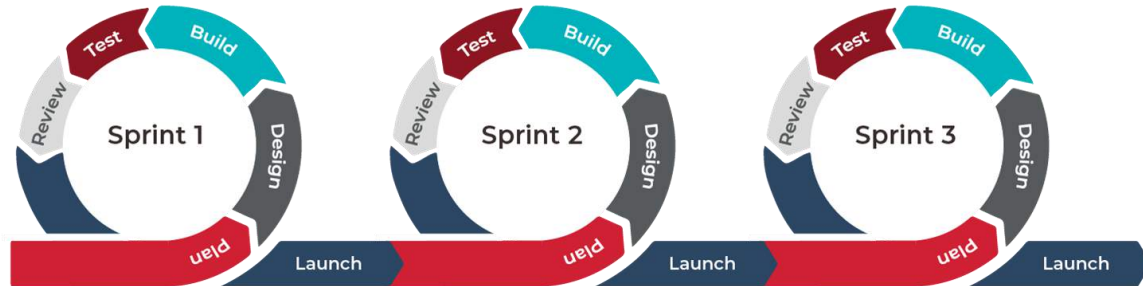 Sprint 1
Plan
Design
Build
Test
Review
Launch
Sprint 2
Plan
Design
Build
Test
Review
Launch
Sprint 3
Plan
Design
Build
Test
Review
Launch